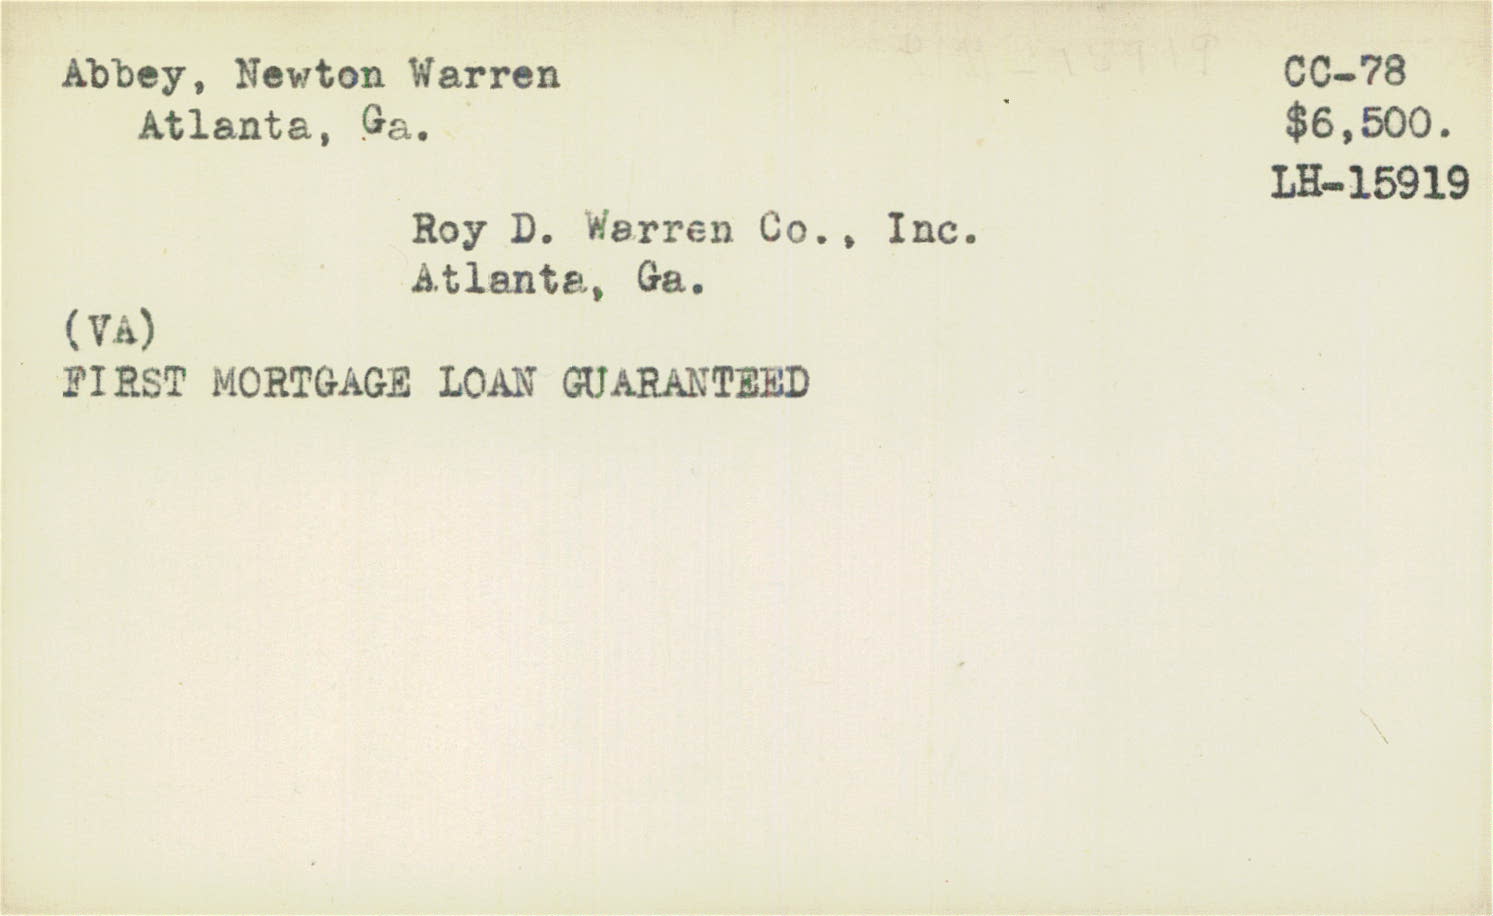 Abbey, Newton Warren
Atlanta, Ga.
CC-78
$6,500.
LH-15919
Roy D. Warren Co., Inc.
Atlanta, Ga.
(VA)
FIRST MORTGAGE LOAN GUARANTEED